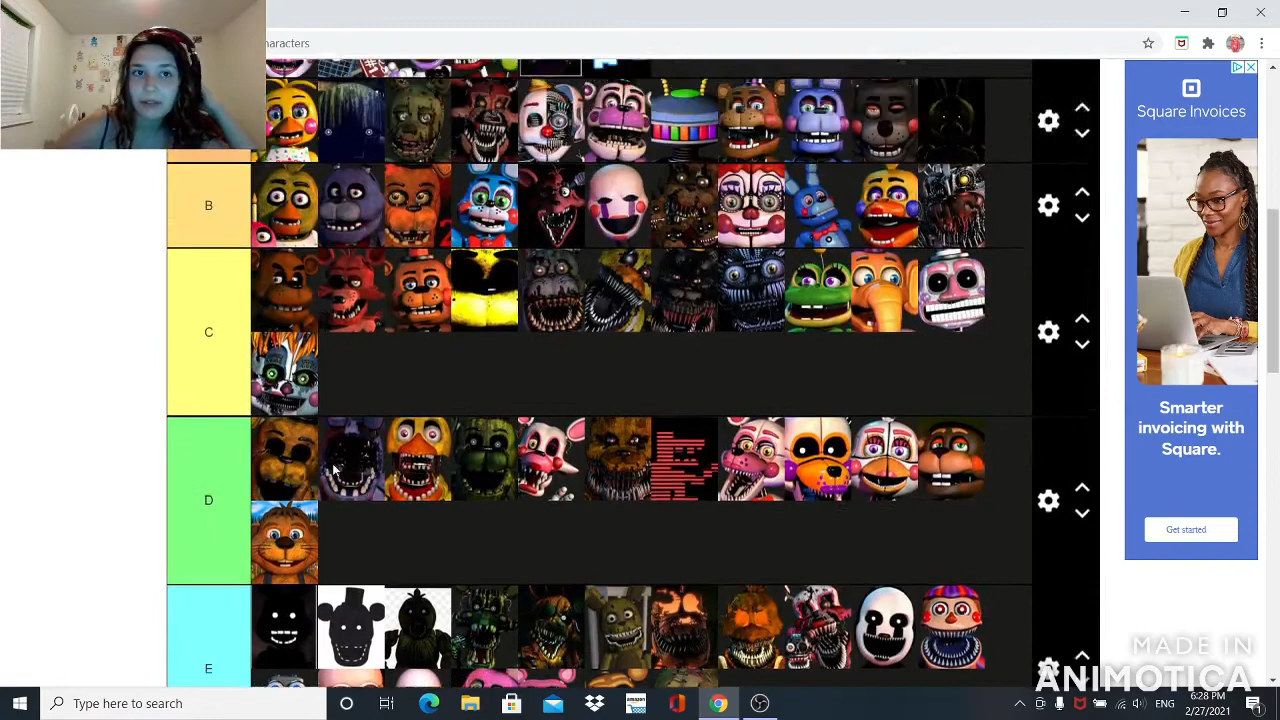 aracters
Square Invoices
B
C
D
E
Smarter
invoicing with
Square.
Get started
MADE IN
ANIMOTICA
Type here to search
amazon
ENG
6:28 PM
2/27/2021